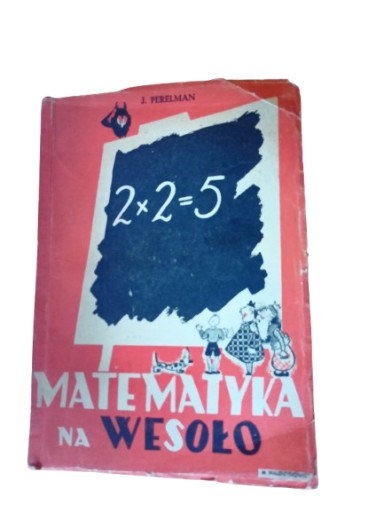 J. PERELMAN
2×2=5
MATEMATYKA
NA WESOŁO